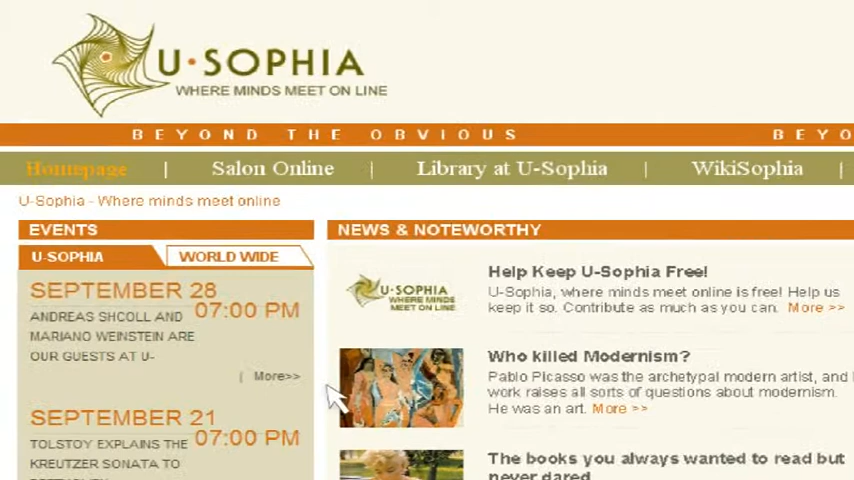 U·SOPHIA
WHERE MINDS MEET ON LINE
BEYOND THE OBVIOUS
BEYO
Homepage | Salon Online | Library at U-Sophia | WikiSophia |
U-Sophia - Where minds meet online
EVENTS
U-SOPHIA WORLD WIDE
SEPTEMBER 28
07:00 PM
ANDREAS SHCOLL AND
MARIANO WEINSTEIN ARE
OUR GUESTS AT U-
| More>>
SEPTEMBER 21
07:00 PM
TOLSTOY EXPLAINS THE
KREUTZER SONATA TO
NEWS & NOTEWORTHY
U·SOPHIA
WHERE MINDS
MEET ON LINE
Help Keep U-Sophia Free!
U-Sophia, where minds meet online is free! Help us
keep it so. Contribute as much as you can. More >>
Who killed Modernism?
Pablo Picasso was the archetypal modern artist, and
work raises all sorts of questions about modernism.
He was an art. More >>
The books you always wanted to read but
never dared